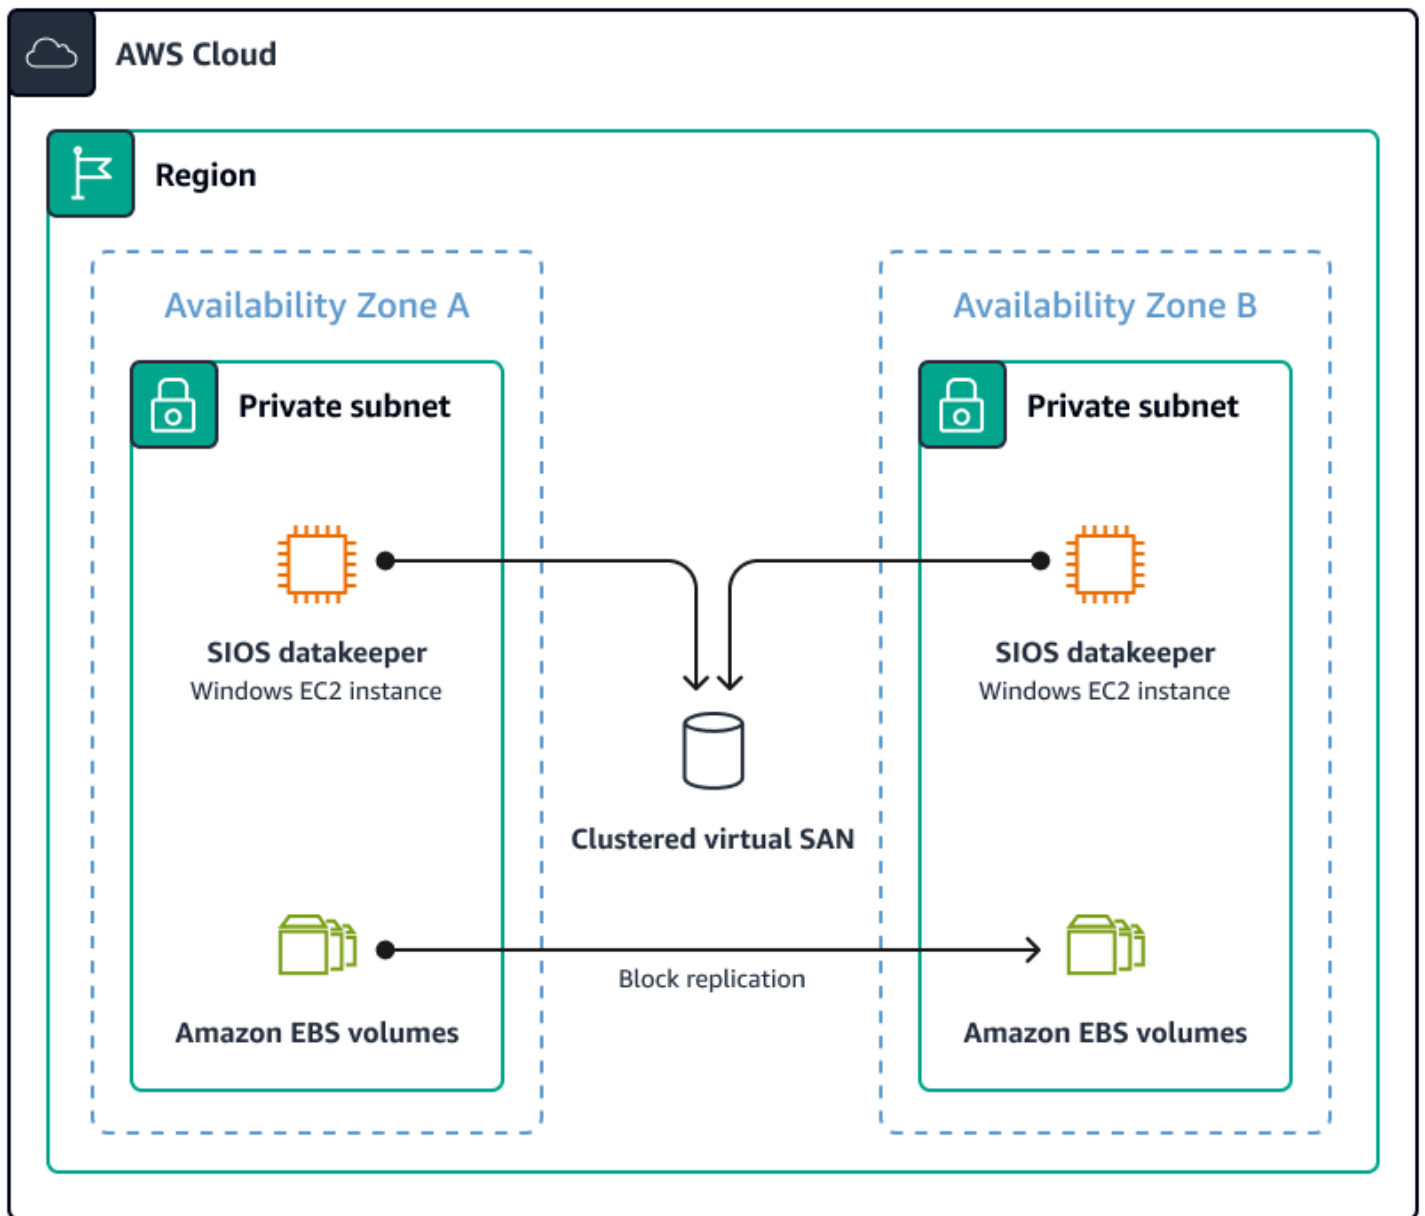 AWS Cloud
Region
Availability Zone A
Private subnet
SIOS datakeeper
Windows EC2 instance
Amazon EBS volumes
Clustered virtual SAN
Block replication
Availability Zone B
Private subnet
SIOS datakeeper
Windows EC2 instance
Amazon EBS volumes